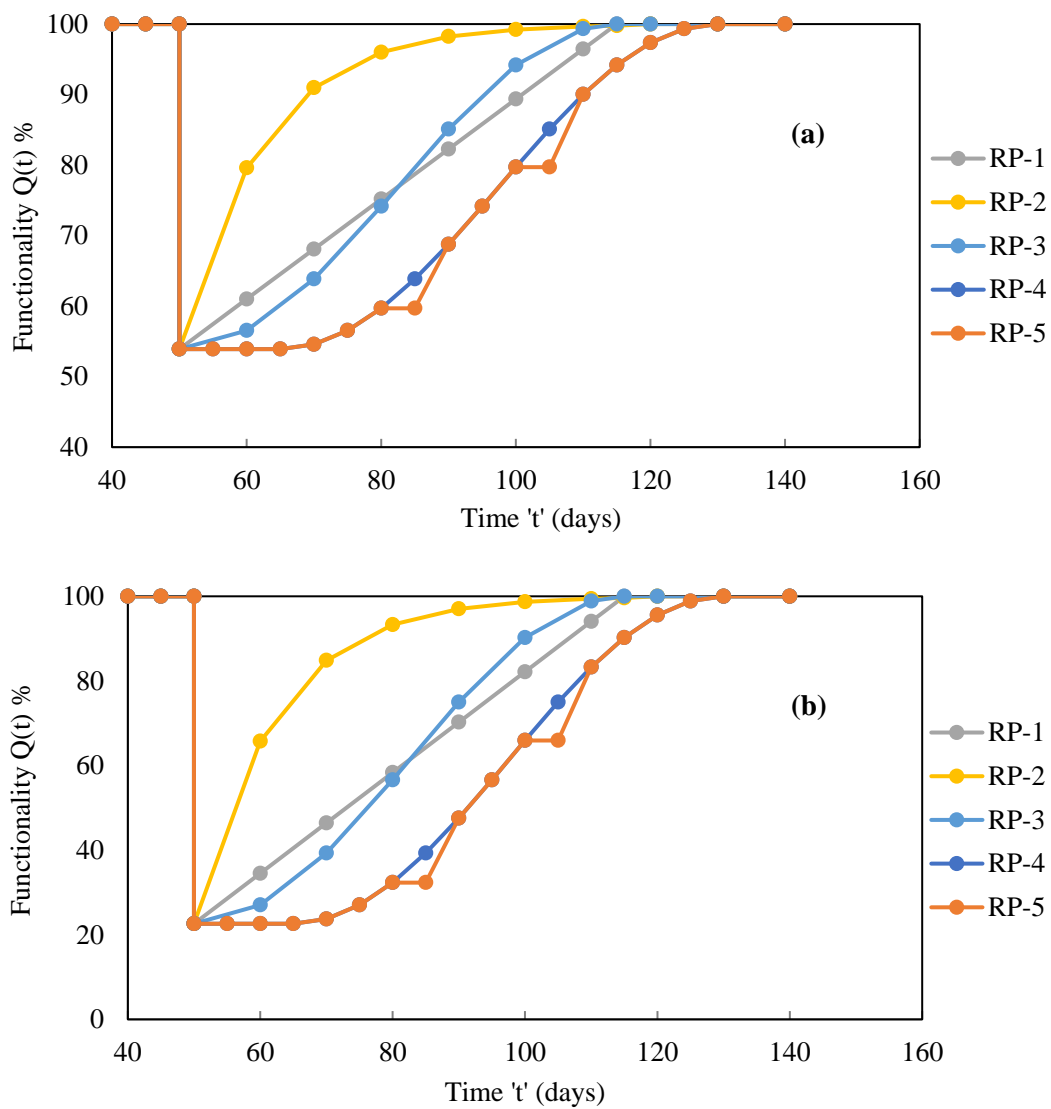 100
90
80
70
60
50
40
Functionality Q(t) %
(a)
RP-1
RP-2
RP-3
RP-4
RP-5
40 60 80 100 120 140 160
Time 't' (days)
100
80
60
40
20
0
Functionality Q(t) %
(b)
RP-1
RP-2
RP-3
RP-4
RP-5
40 60 80 100 120 140 160
Time 't' (days)